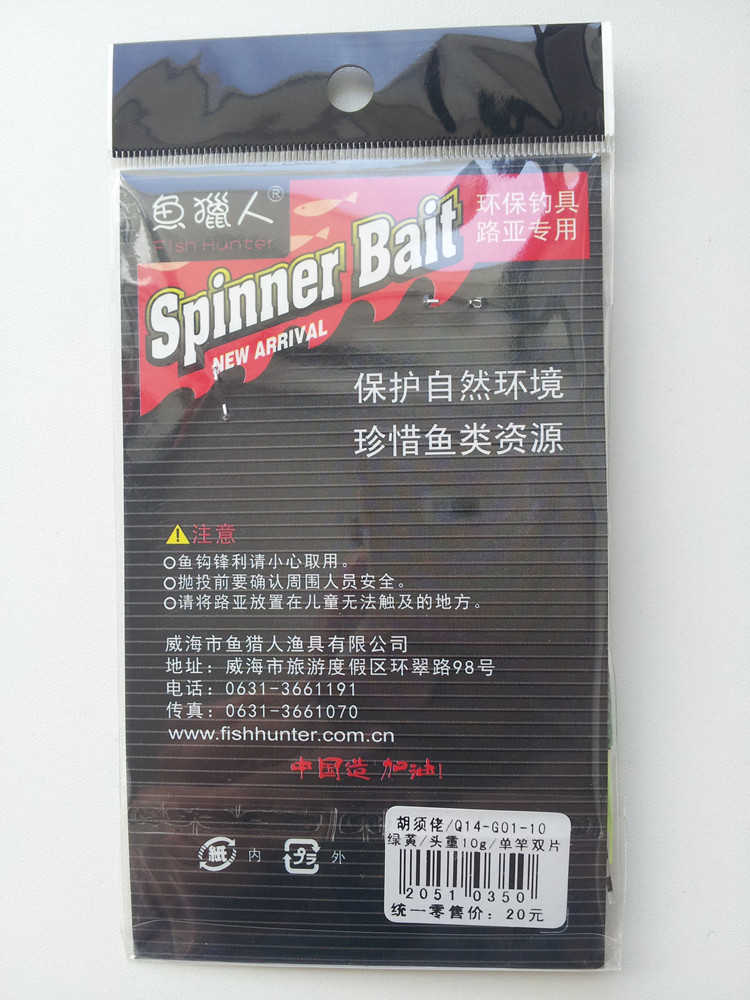 魚獵人®
Fish Hunter
环保钓具
路亚专用
Spinner Bait
NEW ARRIVAL
保护自然环境
珍惜鱼类资源
注意
○鱼钩锋利请小心取用。
○抛投前要确认周围人员安全。
○请将路亚放置在儿童无法触及的地方。
威海市鱼猎人渔具有限公司
地址：威海市旅游度假区环翠路98号
电话：0631-3661191
传真：0631-3661070
www.fishhunter.com.cn
中国造 加油!
紙 内 プラ 外
胡须佬/Q14-G01-10
绿黄/头重10g/单竿双片
2051 0350
统一零售价：20元